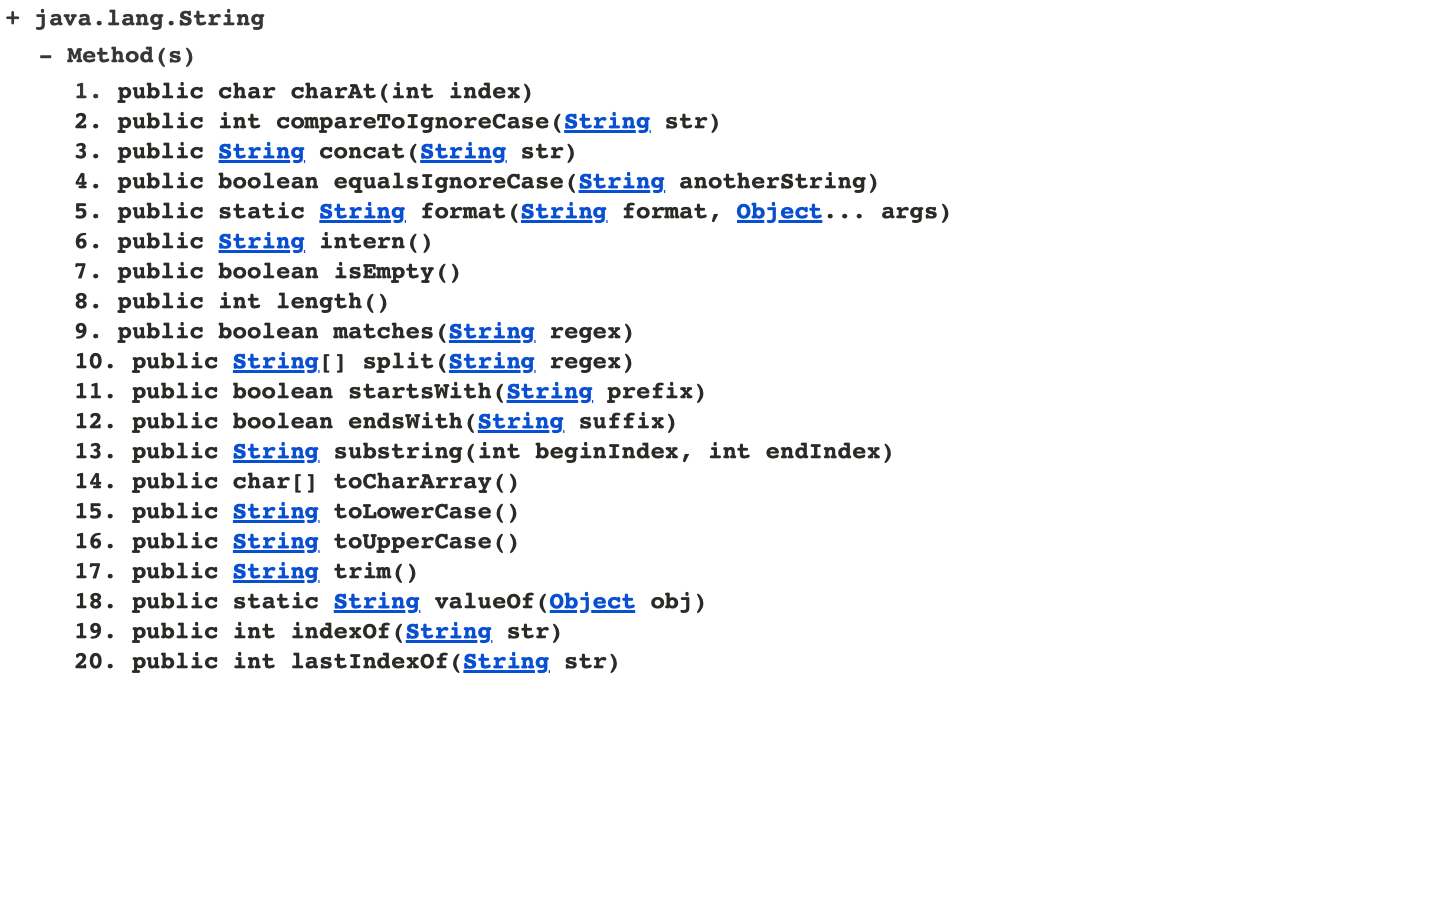 + java.lang.String
– Method(s)
1. public char charAt(int index)
2. public int compareToIgnoreCase(String str)
3. public String concat(String str)
4. public boolean equalsIgnoreCase(String anotherString)
5. public static String format(String format, Object... args)
6. public String intern()
7. public boolean isEmpty()
8. public int length()
9. public boolean matches(String regex)
10. public String[] split(String regex)
11. public boolean startsWith(String prefix)
12. public boolean endsWith(String suffix)
13. public String substring(int beginIndex, int endIndex)
14. public char[] toCharArray()
15. public String toLowerCase()
16. public String toUpperCase()
17. public String trim()
18. public static String valueOf(Object obj)
19. public int indexOf(String str)
20. public int lastIndexOf(String str)